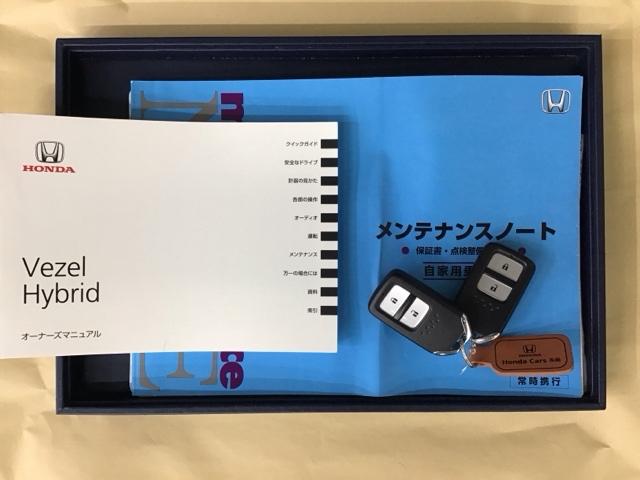 HONDA
Vezel
Hybrid
オーナーズマニュアル
クイックガイド
安全なドライブ
計器の見かた
各部の操作
オーディオ
運転
メンテナンス
万一の場合には
資料
索引
メンテナンスノート
● 保証書・点検整備
自家用乗
HONDA
Honda Cars
常時携行